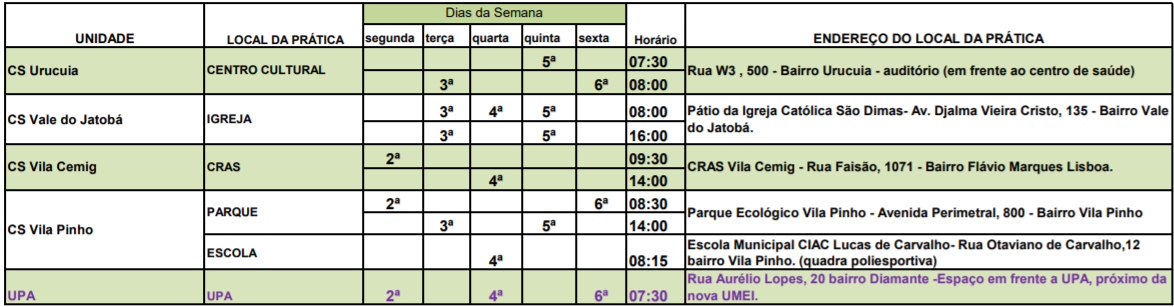 Dias da Semana
UNIDADE LOCAL DA PRÁTICA segunda terça quarta quinta sexta Horário ENDEREÇO DO LOCAL DA PRÁTICA
CS Urucuia CENTRO CULTURAL 5ª 07:30 Rua W3 , 500 - Bairro Urucuia - auditório (em frente ao centro de saúde)
3ª 6ª 08:00
CS Vale do Jatobá IGREJA 3ª 4ª 5ª 08:00 Pátio da Igreja Católica São Dimas- Av. Djalma Vieira Cristo, 135 - Bairro Vale
3ª 5ª 16:00 do Jatobá.
CS Vila Cemig CRAS 2ª 09:30 CRAS Vila Cemig - Rua Faisão, 1071 - Bairro Flávio Marques Lisboa.
4ª 14:00
CS Vila Pinho PARQUE 2ª 6ª 08:30 Parque Ecológico Vila Pinho - Avenida Perimetral, 800 - Bairro Vila Pinho
3ª 5ª 14:00
ESCOLA 4ª 08:15 Escola Municipal CIAC Lucas de Carvalho- Rua Otaviano de Carvalho,12
bairro Vila Pinho. (quadra poliesportiva)
UPA UPA 2ª 4ª 6ª 07:30 Rua Aurélio Lopes, 20 bairro Diamante -Espaço em frente a UPA, próximo da
nova UMEI.